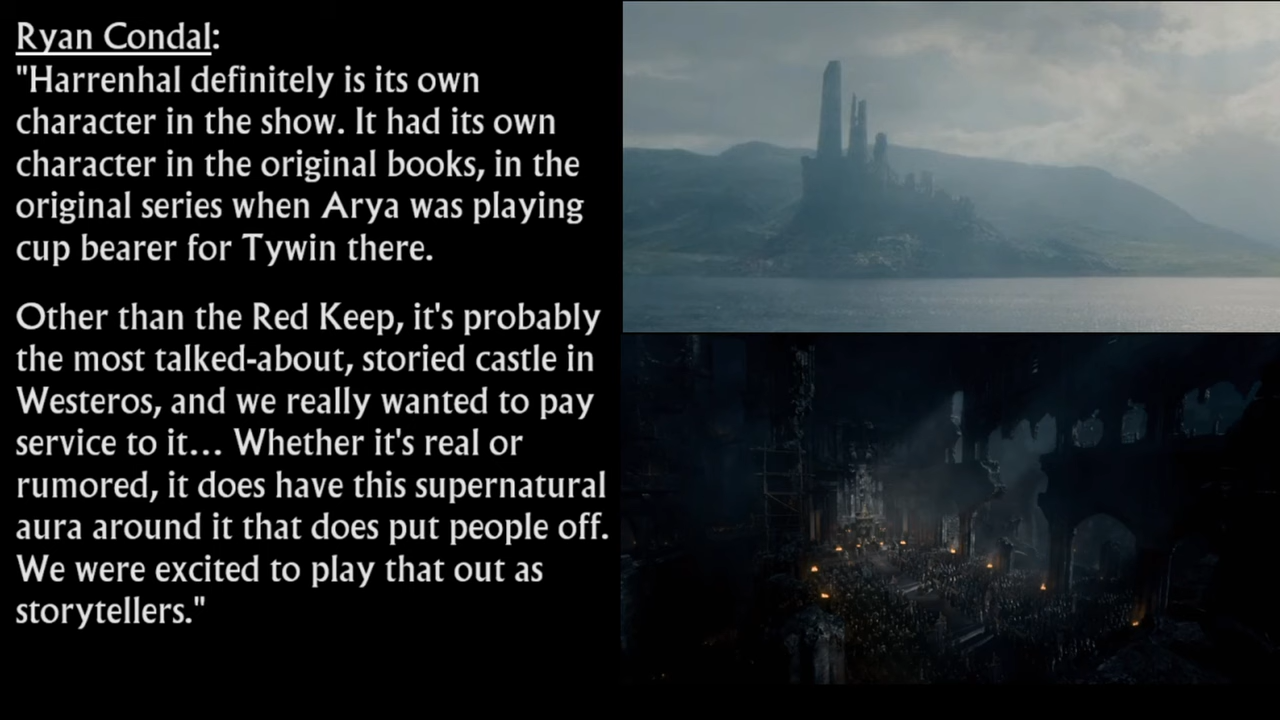 Ryan Condal:
"Harrenhal definitely is its own
character in the show. It had its own
character in the original books, in the
original series when Arya was playing
cup bearer for Tywin there.
Other than the Red Keep, it's probably
the most talked-about, storied castle in
Westeros, and we really wanted to pay
service to it... Whether it's real or
rumored, it does have this supernatural
aura around it that does put people off.
We were excited to play that out as
storytellers."